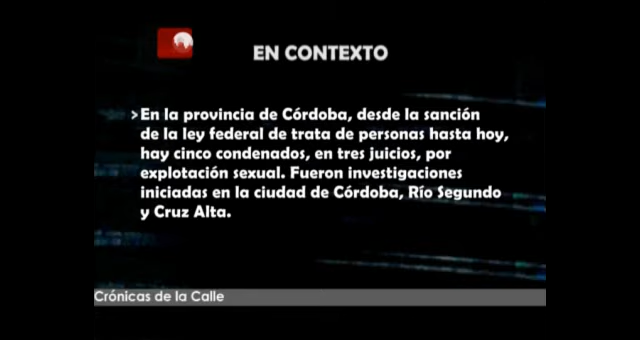 EN CONTEXTO
>En la provincia de Córdoba, desde la sanción
de la ley federal de trata de personas hasta hoy,
hay cinco condenados, en tres juicios, por
explotación sexual. Fueron investigaciones
iniciadas en la ciudad de Córdoba, Río Segundo
y Cruz Alta.
Crónicas de la Calle